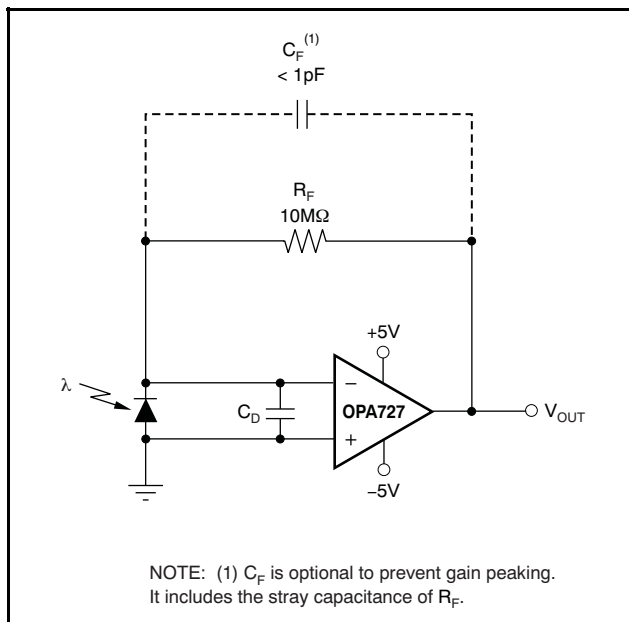 C_F^(1)
< 1pF
R_F
10MΩ
+5V
λ
C_D
−
OPA727
+
V_OUT
−5V
NOTE: (1) C_F is optional to prevent gain peaking.
It includes the stray capacitance of R_F.